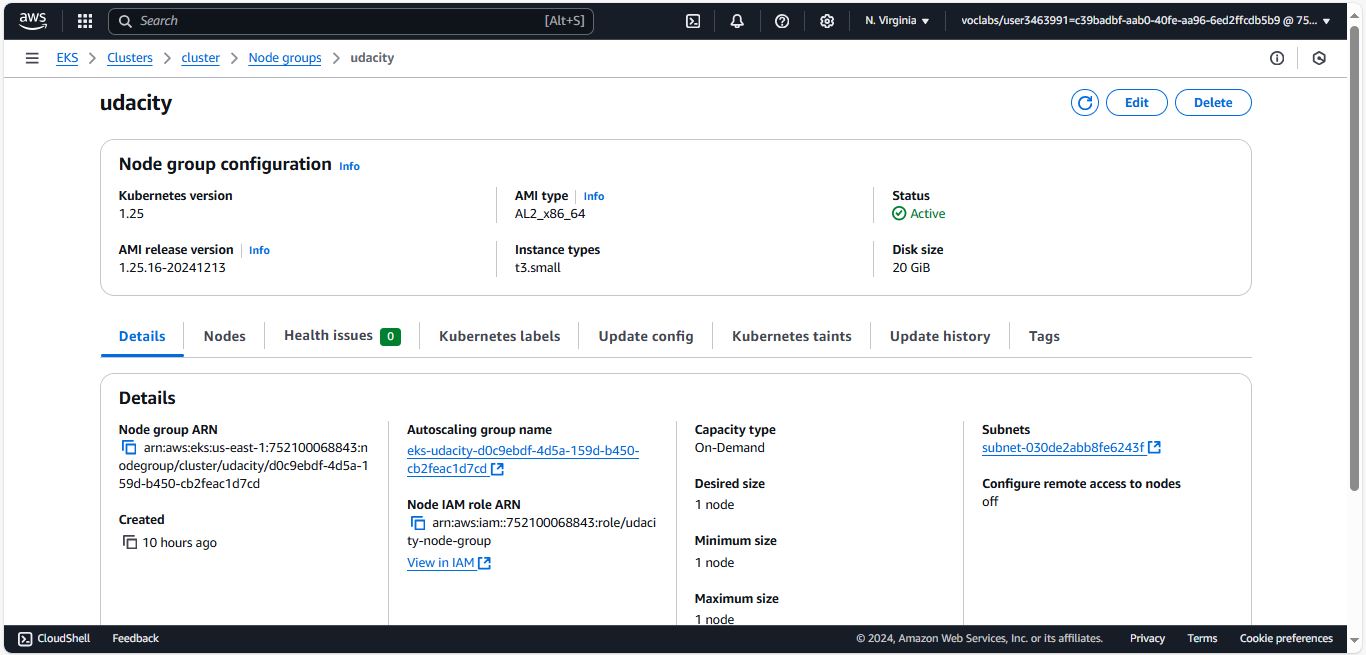 aws
Search [Alt+S]
N. Virginia
voclabs/user3463991=c39badbf-aab0-40fe-aa96-6ed2ffcdb5b9 @ 75...
EKS
Clusters
cluster
Node groups
udacity
udacity
Edit
Delete
Node group configuration Info
Kubernetes version
1.25
AMI type Info
AL2_x86_64
Status
Active
AMI release version Info
1.25.16-20241213
Instance types
t3.small
Disk size
20 GiB
Details
Nodes
Health issues 0
Kubernetes labels
Update config
Kubernetes taints
Update history
Tags
Details
Node group ARN
arn:aws:eks:us-east-1:752100068843:n
odegroup/cluster/udacity/d0c9ebdf-4d5a-1
59d-b450-cb2feac1d7cd
Created
10 hours ago
Autoscaling group name
eks-udacity-d0c9ebdf-4d5a-159d-b450-
cb2feac1d7cd
Node IAM role ARN
arn:aws:iam::752100068843:role/udaci
ty-node-group
View in IAM
Capacity type
On-Demand
Desired size
1 node
Minimum size
1 node
Maximum size
1 node
Subnets
subnet-030de2abb8fe6243f
Configure remote access to nodes
off
CloudShell
Feedback
© 2024, Amazon Web Services, Inc. or its affiliates.
Privacy
Terms
Cookie preferences